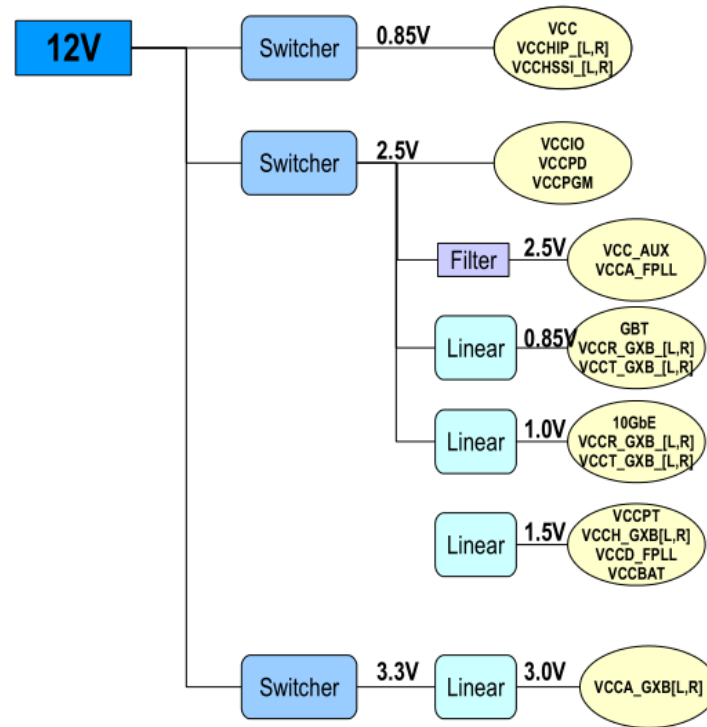 12V
Switcher
0.85V
VCC
VCCHIP_[L,R]
VCCHSSI_[L,R]
Switcher
2.5V
VCCIO
VCCPD
VCCPGM
Filter
2.5V
VCC_AUX
VCCA_FPLL
Linear
0.85V
GBT
VCCR_GXB_[L,R]
VCCT_GXB_[L,R]
Linear
1.0V
10GbE
VCCR_GXB_[L,R]
VCCT_GXB_[L,R]
Linear
1.5V
VCCPT
VCCH_GXB[L,R]
VCCD_FPLL
VCCBAT
Switcher
3.3V
Linear
3.0V
VCCA_GXB[L,R]